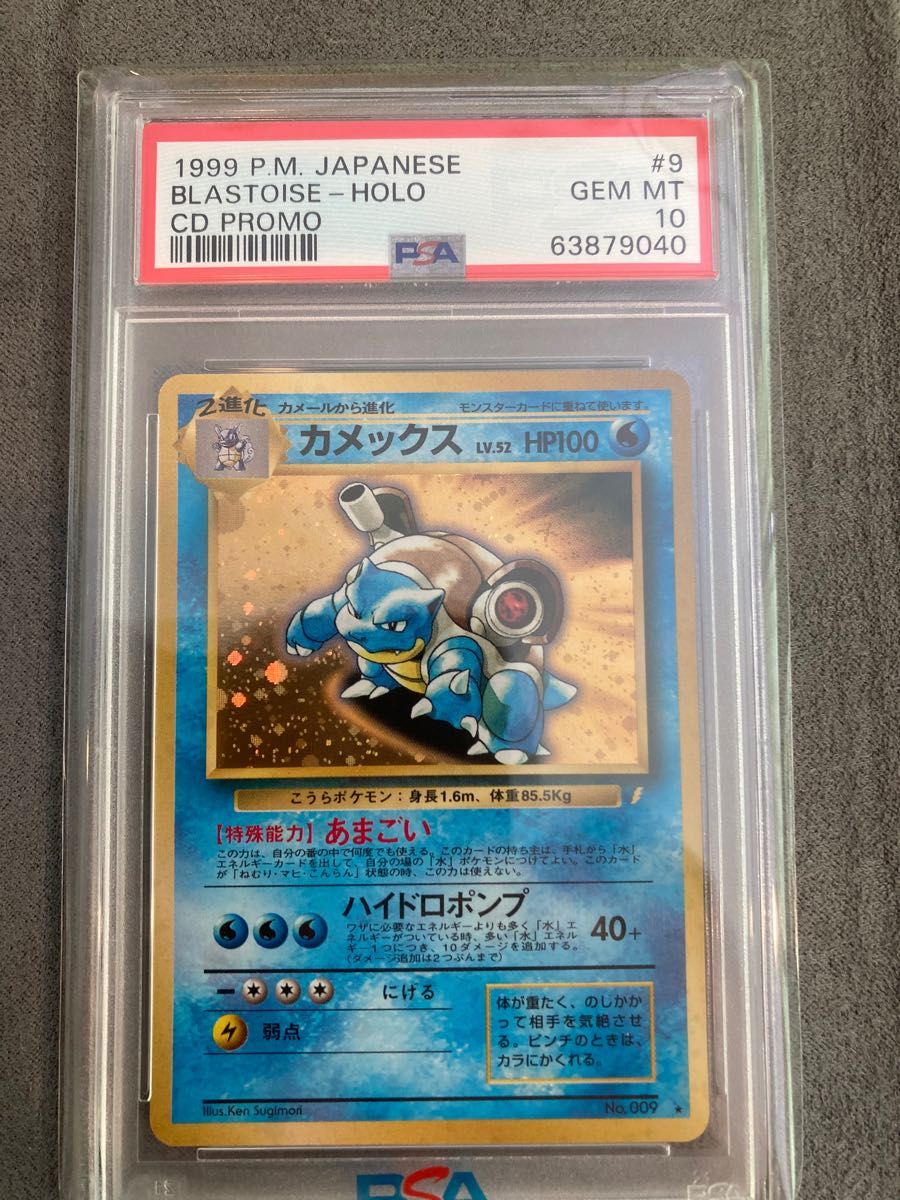 1999 P.M. JAPANESE #9
BLASTOISE-HOLO GEM MT
CD PROMO 10
PSA 63879040
2進化 カメールから進化 モンスターカードに重ねて使います。
カメックス LV.52 HP100
こうらポケモン：身長1.6m、体重85.5Kg
【特殊能力】あまごい
この力は、自分の番の中で何度でも使える。このカードの持ち主は、手札から「水」
エネルギーカードを出して、自分の場の「水」ポケモンにつけてよい。このカード
が「ねむり・マヒ・こんらん」状態の時、この力は使えない。
ハイドロポンプ
ワザに必要なエネルギーよりも多く「水」エ
ネルギーがついている時、多い「水」エネル
ギー1つにつき、10ダメージを追加する。
（ダメージ追加は2つぶんまで）
40+
にげる
弱点
体が重たく、のしかか
って相手を気絶させ
る。ピンチのときは、
カラにかくれる。
Illus.Ken Sugimori No.009
PSA